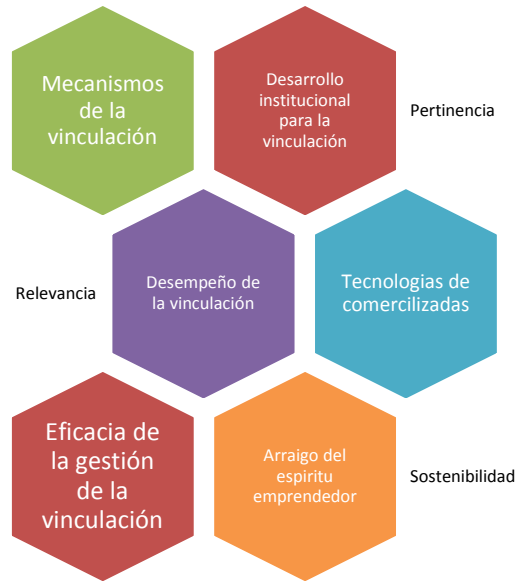 Mecanismos
de la
vinculación
Desarrollo
institucional
para la
vinculación
Pertinencia
Relevancia
Desempeño de
la vinculación
Tecnologias de
comercilizadas
Eficacia de
la gestión
de la
vinculación
Arraigo del
espiritu
emprendedor
Sostenibilidad